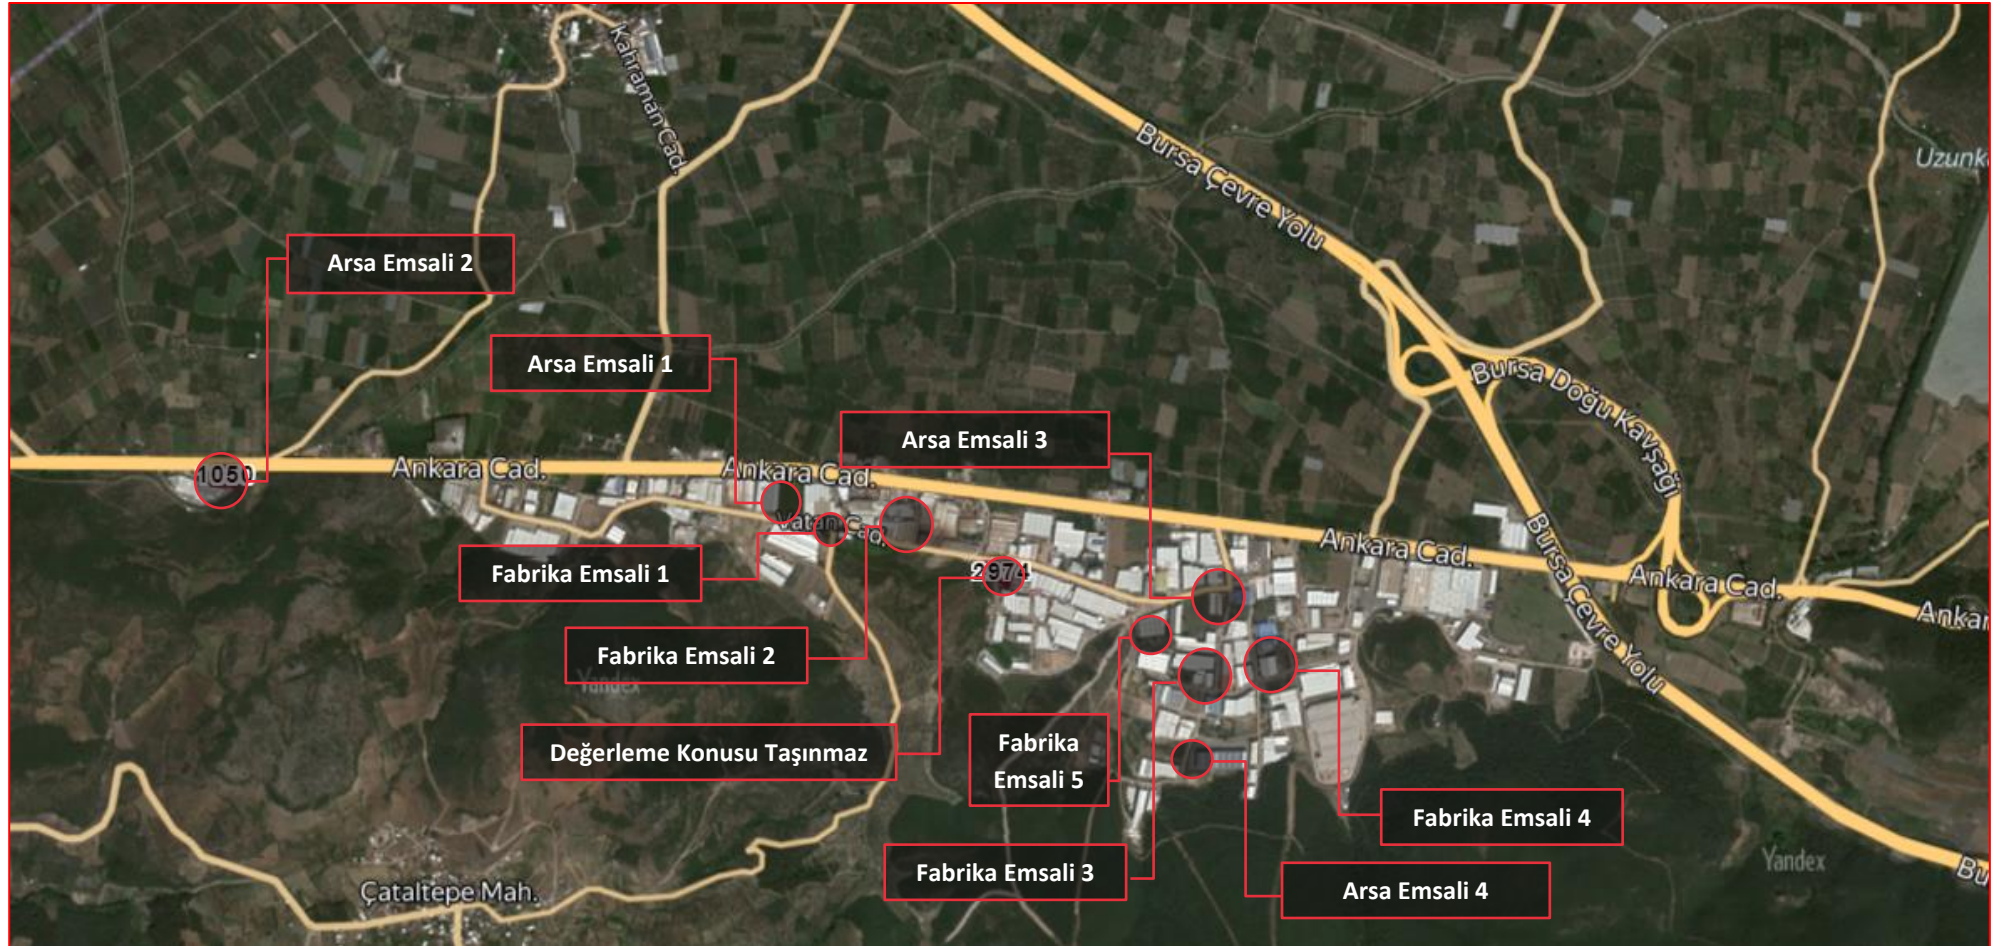 Kahraman Cad.
Bursa Çevre Yolu
Arsa Emsali 2
Arsa Emsali 1
Bursa Doğu Kavşağı
Arsa Emsali 3
1050
Ankara Cad.
Ankara Cad.
Vatan Cad.
Ankara Cad.
Bursa Çevre Yolu
Ankara Cad.
Fabrika Emsali 1
2974
Fabrika Emsali 2
Yandex
Değerleme Konusu Taşınmaz
Fabrika
Emsali 5
Fabrika Emsali 4
Yandex
Fabrika Emsali 3
Arsa Emsali 4
Çataltepe Mah.